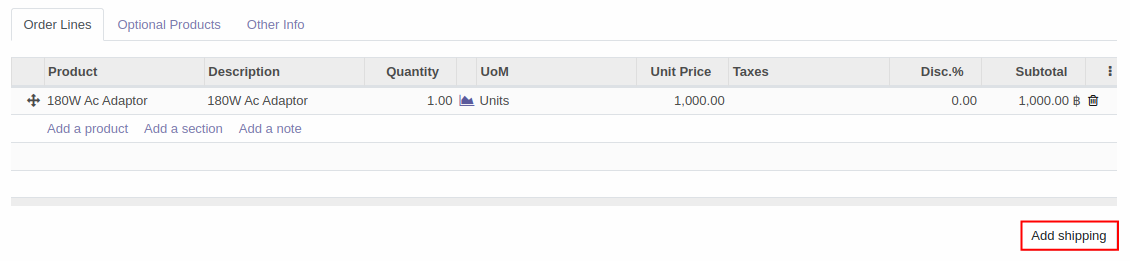 Order Lines Optional Products Other Info
Product Description Quantity UoM Unit Price Taxes Disc.% Subtotal
180W Ac Adaptor 180W Ac Adaptor 1.00 Units 1,000.00 0.00 1,000.00 ฿
Add a product Add a section Add a note
Add shipping